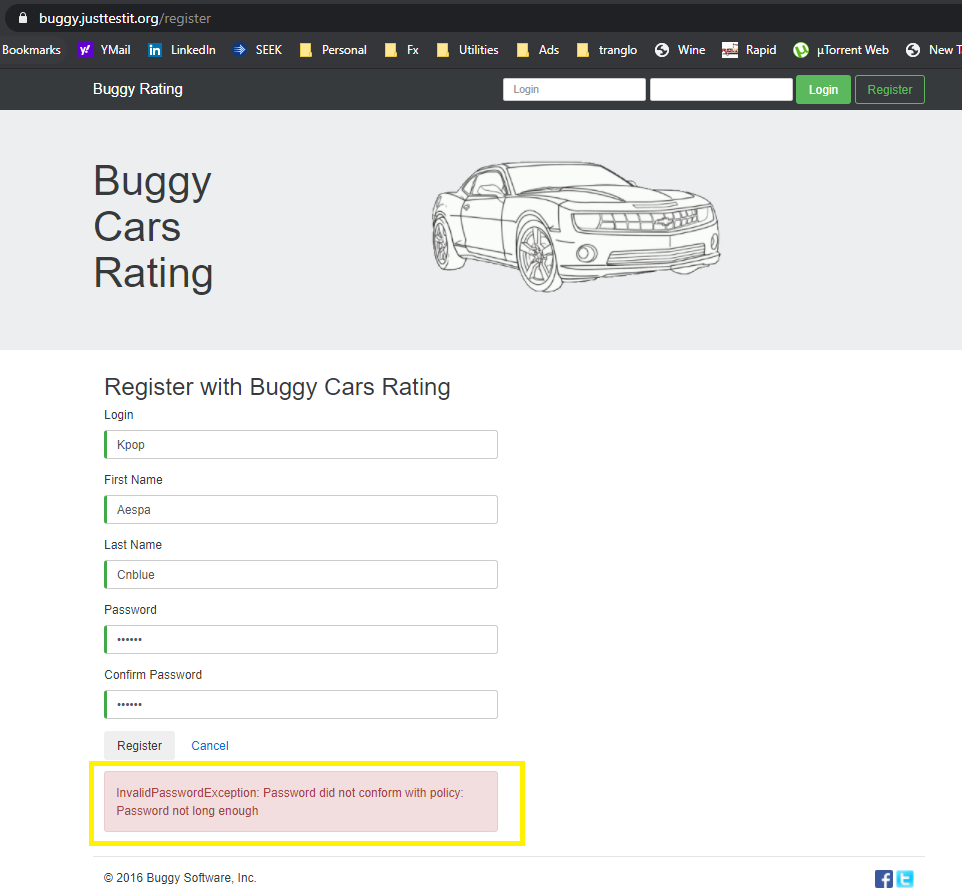 buggy.justtestit.org/register
Bookmarks YMail LinkedIn SEEK Personal Fx Utilities Ads tranglo Wine Rapid µTorrent Web New T
Buggy Rating Login Login Register
Buggy
Cars
Rating
Register with Buggy Cars Rating
Login
Kpop
First Name
Aespa
Last Name
Cnblue
Password
••••••
Confirm Password
••••••
Register Cancel
InvalidPasswordException: Password did not conform with policy:
Password not long enough
© 2016 Buggy Software, Inc.